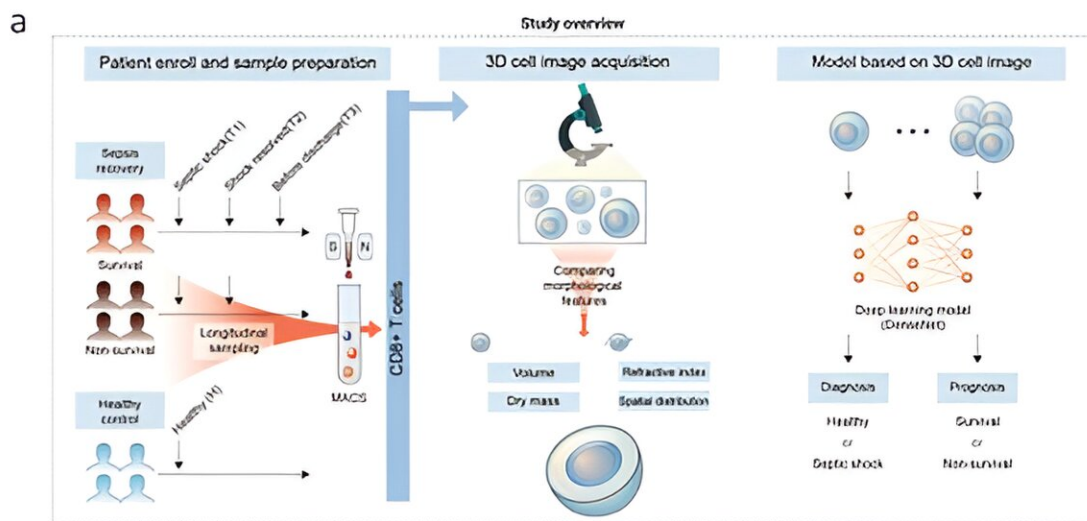 a
Study overview
Patient enroll and sample preparation
3D cell image acquisition
Model based on 3D cell image
Septic shock(T1)
Shock resolved(T2)
Before discharge(T3)
Sepsis
recovery
Survival
Non-survival
Longitudinal
sampling
Healthy
control
Healthy (M)
MACS
CD8+ T cells
Comparing
morphological
features
Volume
Refractive index
Dry mass
Spatial distribution
Deep learning model
(DenseNet)
Diagnosis
Prognosis
Healthy
or
Septic shock
Survival
or
Non-survival